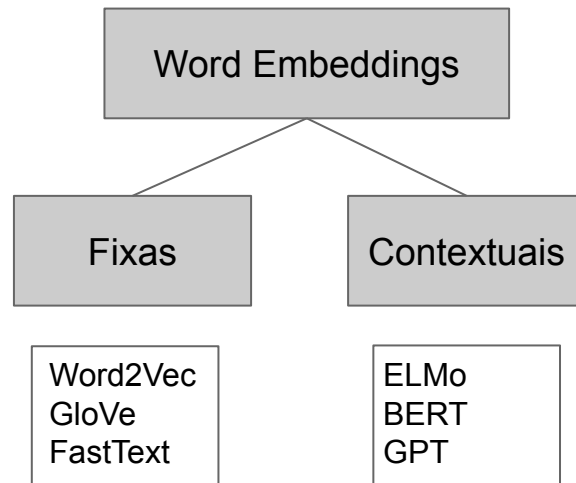 Word Embeddings
Fixas
Contextuais
Word2Vec
GloVe
FastText
ELMo
BERT
GPT